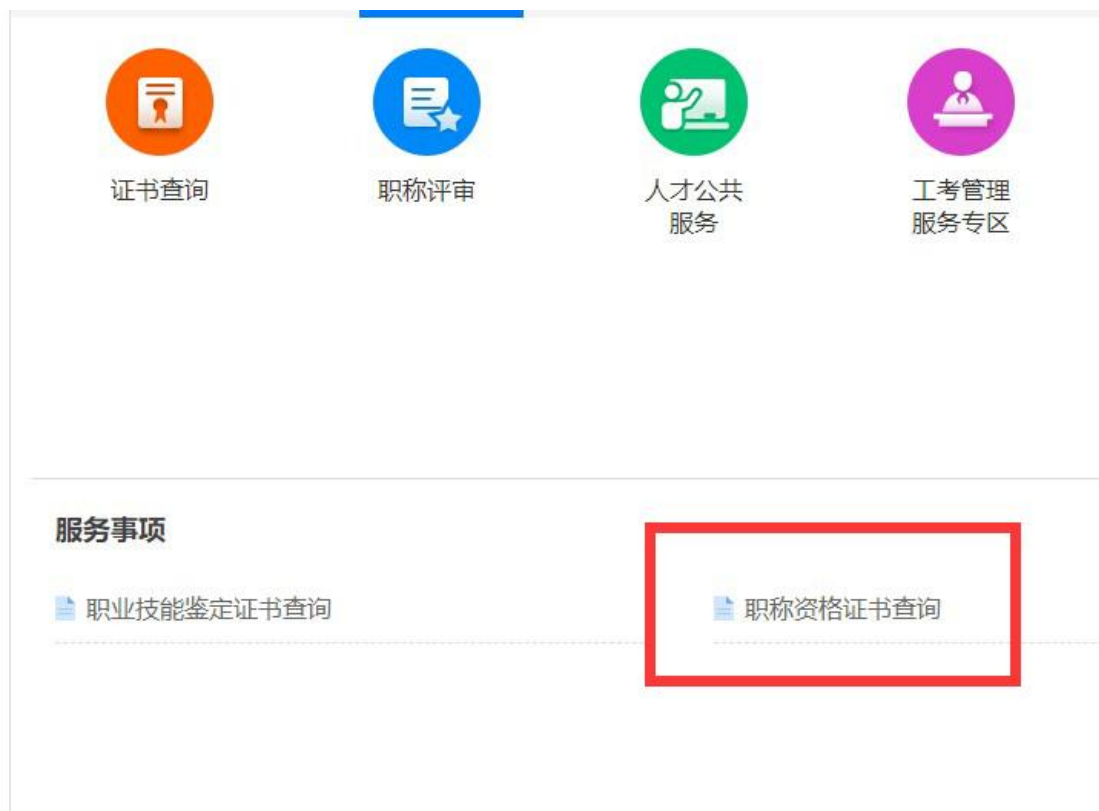 证书查询
职称评审
人才公共
服务
工考管理
服务专区
服务事项
职业技能鉴定证书查询
职称资格证书查询